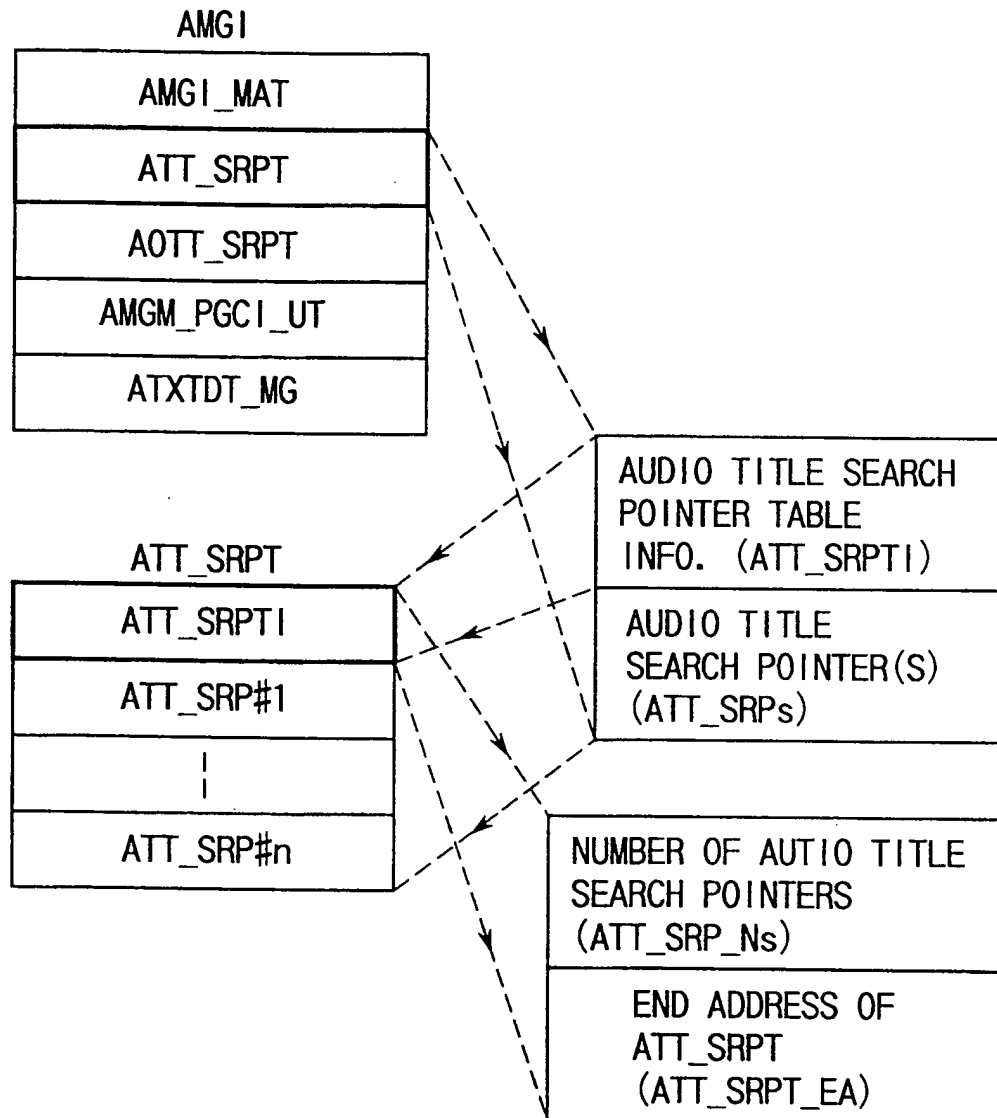 AMGI
AMGI_MAT
ATT_SRPT
AOTT_SRPT
AMGM_PGCI_UT
ATXTDT_MG
AUDIO TITLE SEARCH
POINTER TABLE
INFO. (ATT_SRPTI)
AUDIO TITLE
SEARCH POINTER(S)
(ATT_SRPs)
ATT_SRPT
ATT_SRPTI
ATT_SRP#1
ATT_SRP#n
NUMBER OF AUTIO TITLE
SEARCH POINTERS
(ATT_SRP_Ns)
END ADDRESS OF
ATT_SRPT
(ATT_SRPT_EA)